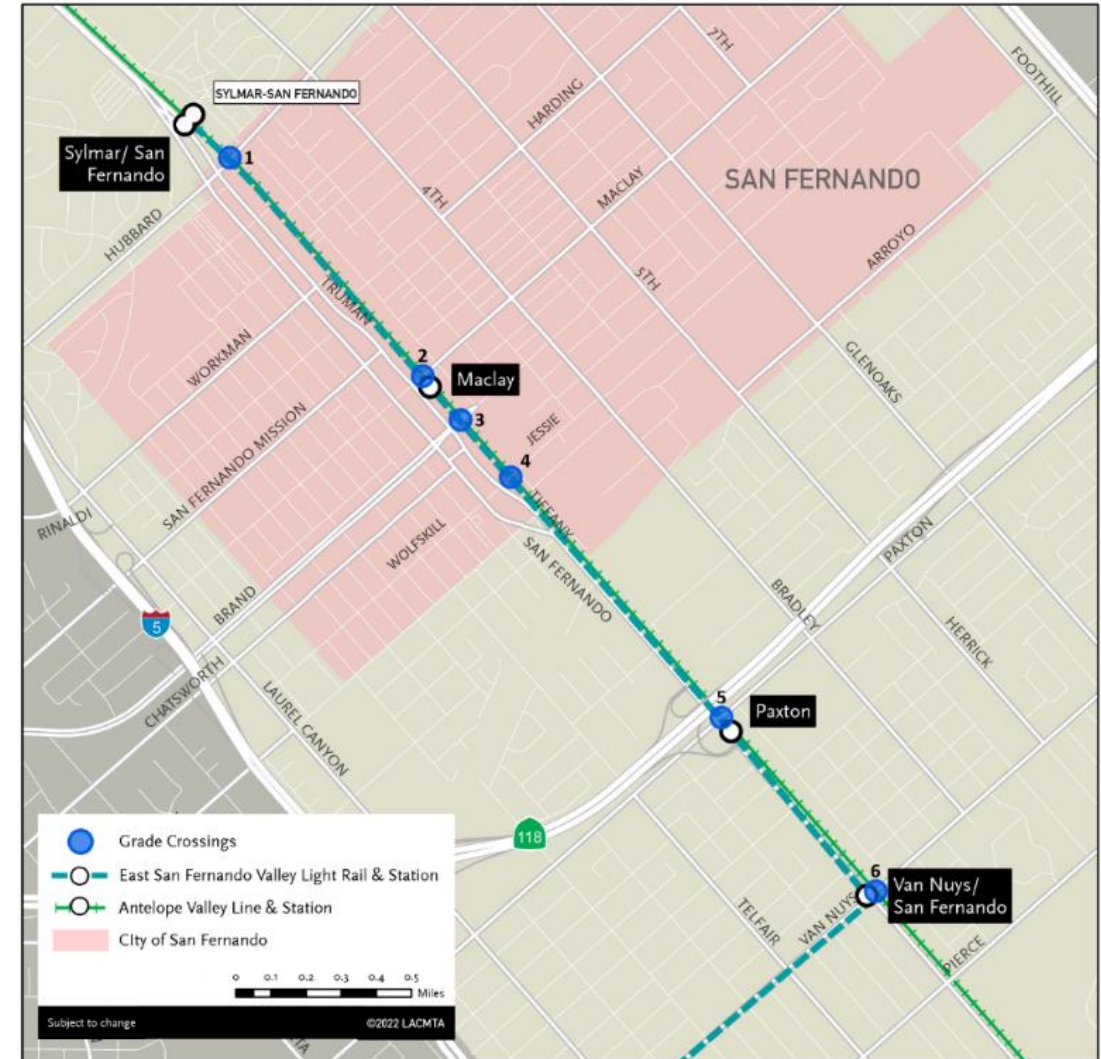 7TH
FOOTHILL
SYLMAR-SAN FERNANDO
HARDING
Sylmar/ San
Fernando
1
4TH
MACLAY
SAN FERNANDO
HUBBARD
ARROYO
5TH
TRUMAN
WORKMAN
2
Maclay
GLENOAKS
3
JESSIE
SAN FERNANDO MISSION
4
TIFFANY
RINALDI
WOLFSKILL
SAN FERNANDO
PAXTON
BRAND
BRADLEY
5
HERRICK
CHATSWORTH
LAUREL CANYON
5
Paxton
118
Grade Crossings
East San Fernando Valley Light Rail & Station
Antelope Valley Line & Station
City of San Fernando
0 0.1 0.2 0.3 0.4 0.5
Miles
Subject to change
©2022 LACMTA
6
Van Nuys/
San Fernando
VAN NUYS
TELFAIR
PIERCE